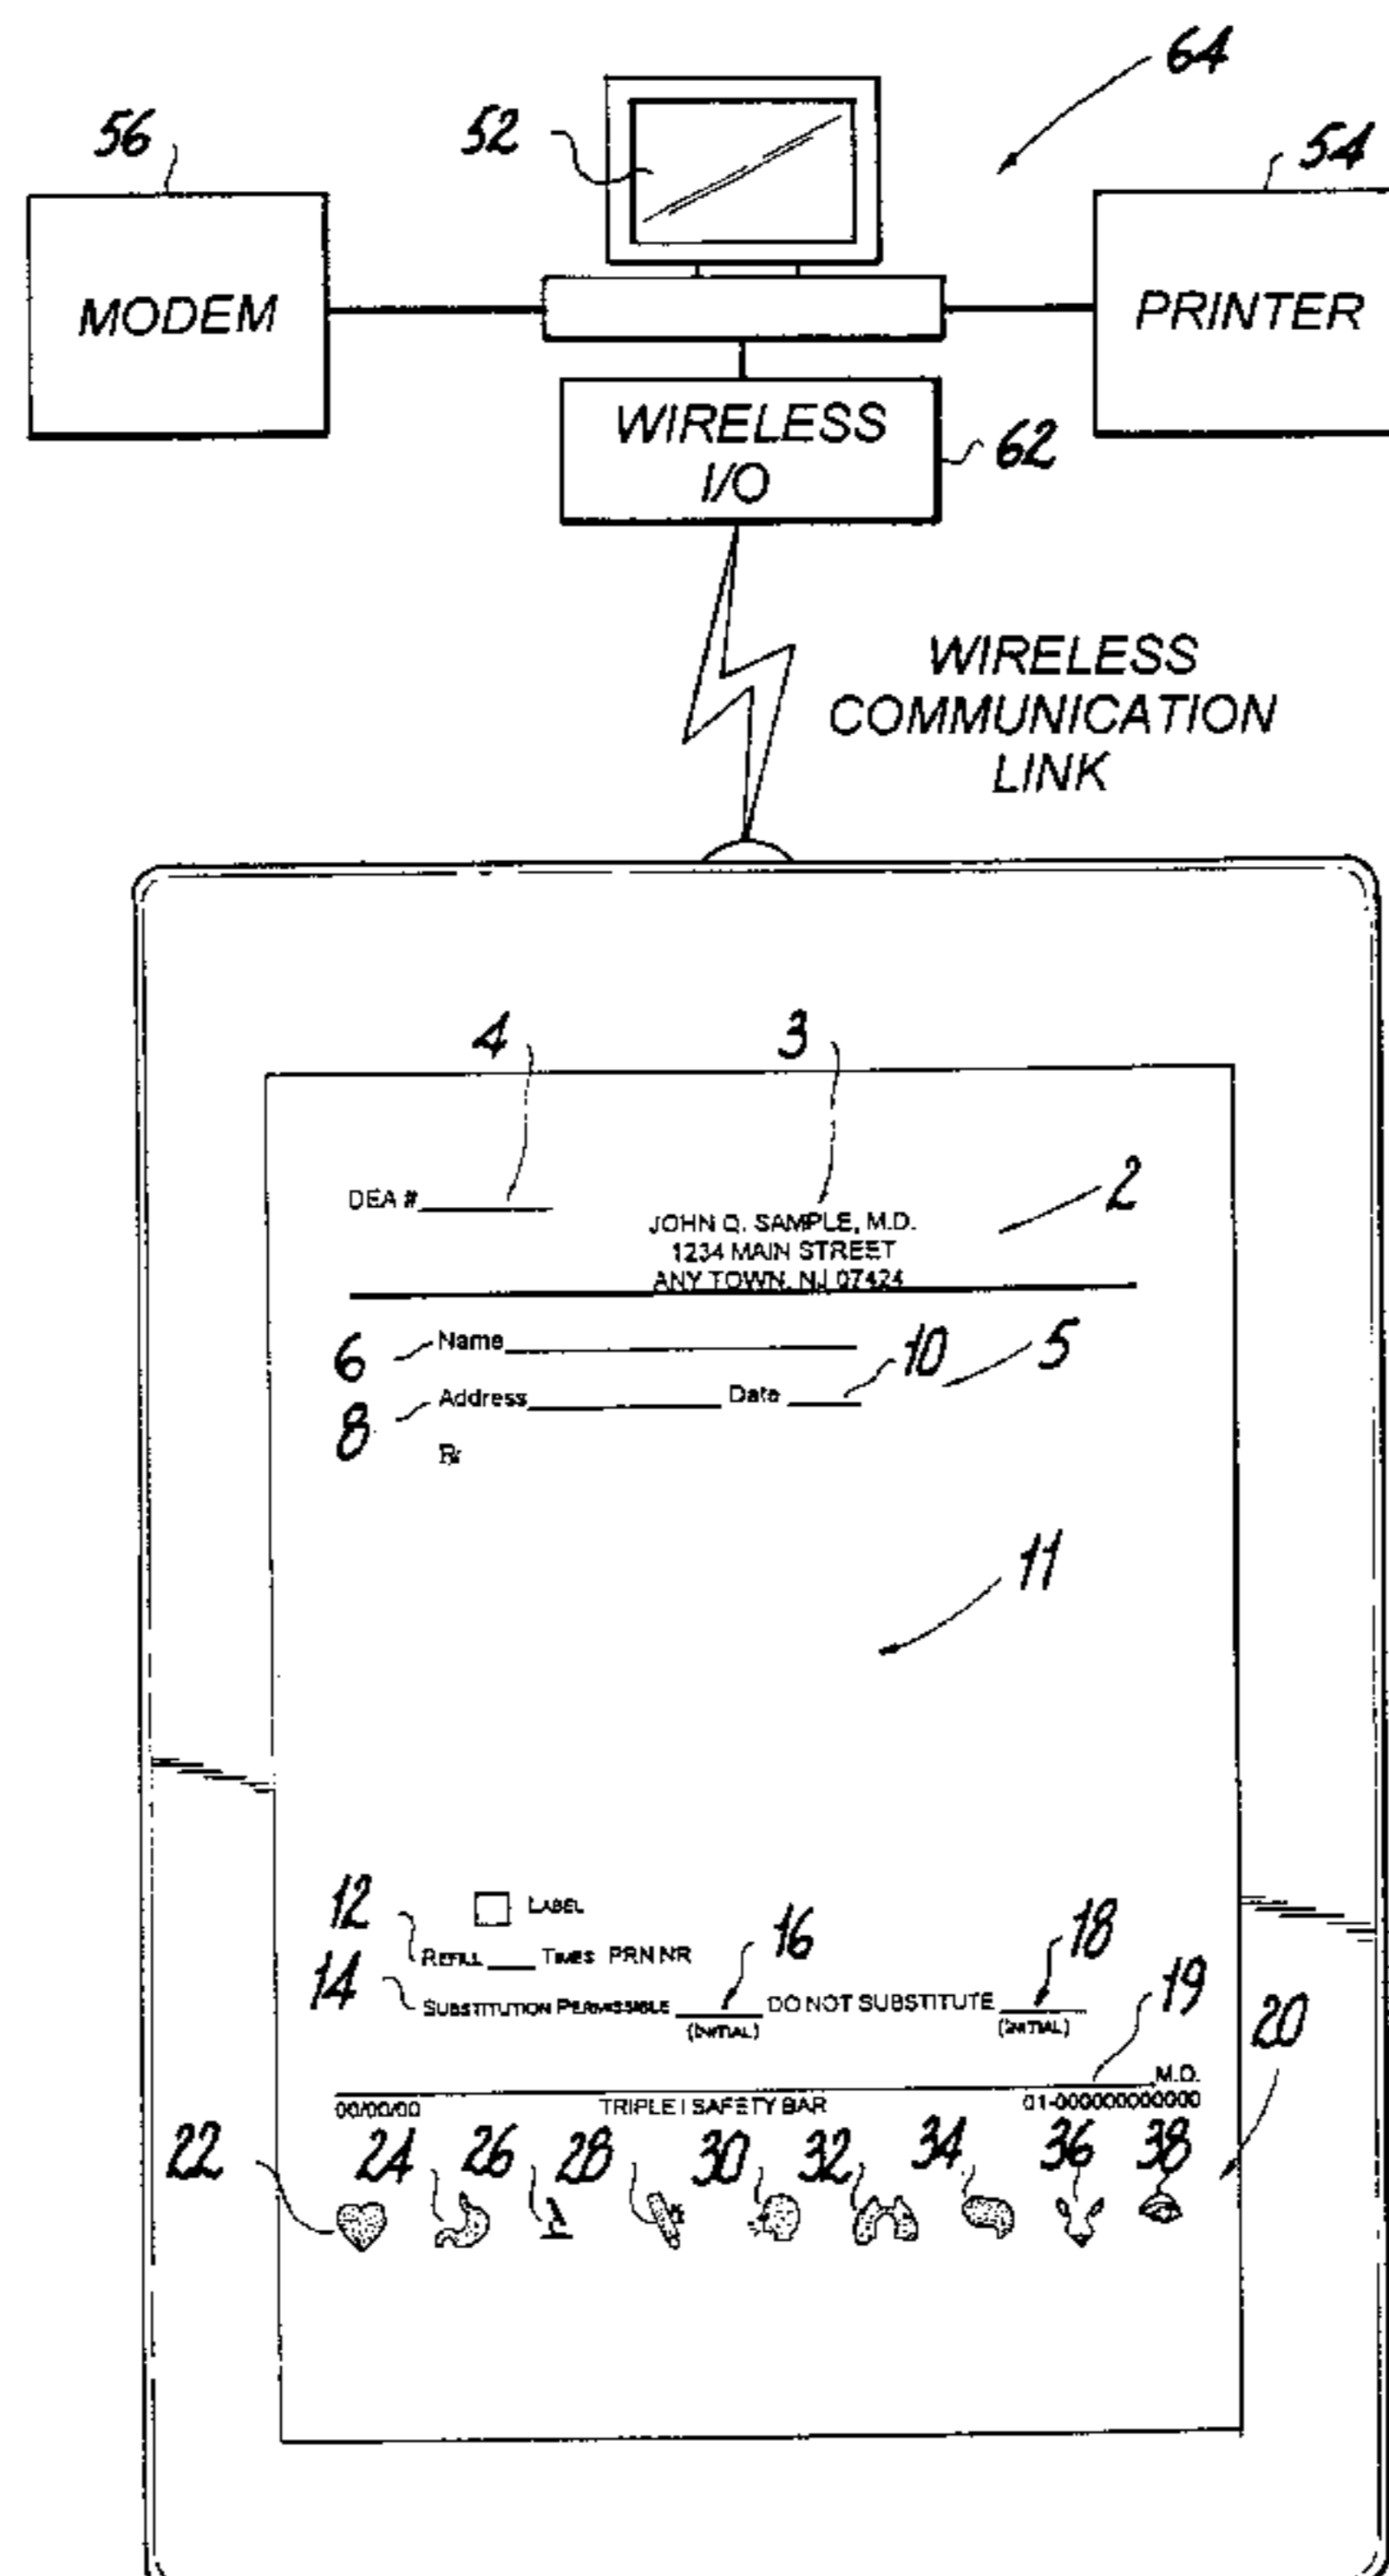 64
56
52
54
MODEM
PRINTER
WIRELESS
I/O
62
WIRELESS
COMMUNICATION
LINK
4
3
2
DEA #
JOHN Q. SAMPLE, M.D.
1234 MAIN STREET
ANY TOWN, NJ 07424
6 Name 10 5
8 Address Date
℞
11
12 LABEL 16 18
REFILL TIMES PRN NR
14 19
SUBSTITUTION PERMISSIBLE DO NOT SUBSTITUTE
(INITIAL) (INITIAL)
20
M.D.
00/00/00 TRIPLE I SAFETY BAR 01-000000000000
22 24 26 28 30 32 34 36 38